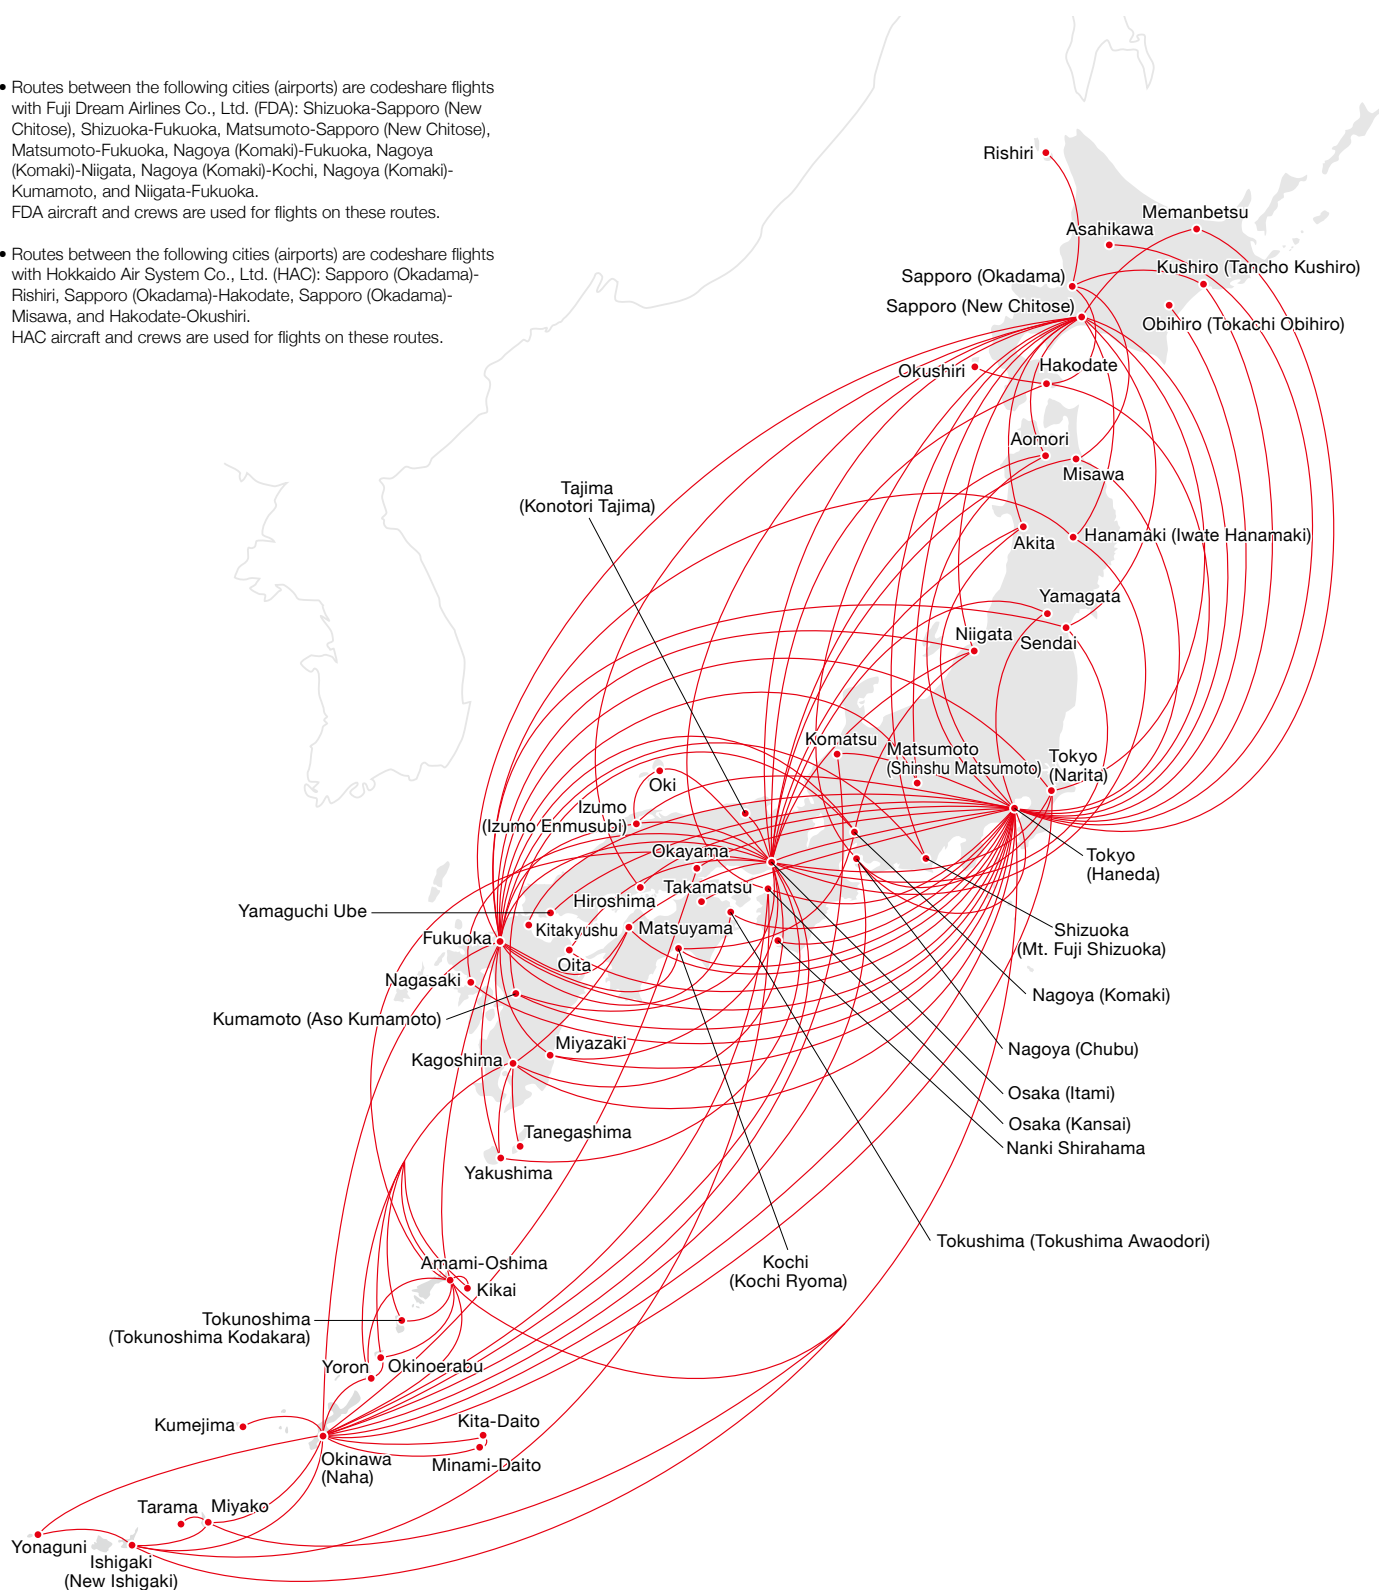 • Routes between the following cities (airports) are codeshare flights
with Fuji Dream Airlines Co., Ltd. (FDA): Shizuoka-Sapporo (New
Chitose), Shizuoka-Fukuoka, Matsumoto-Sapporo (New Chitose),
Matsumoto-Fukuoka, Nagoya (Komaki)-Fukuoka, Nagoya
(Komaki)-Niigata, Nagoya (Komaki)-Kochi, Nagoya (Komaki)-
Kumamoto, and Niigata-Fukuoka.
FDA aircraft and crews are used for flights on these routes.
• Routes between the following cities (airports) are codeshare flights
with Hokkaido Air System Co., Ltd. (HAC): Sapporo (Okadama)-
Rishiri, Sapporo (Okadama)-Hakodate, Sapporo (Okadama)-
Misawa, and Hakodate-Okushiri.
HAC aircraft and crews are used for flights on these routes.
Rishiri
Memanbetsu
Asahikawa
Kushiro (Tancho Kushiro)
Sapporo (Okadama)
Sapporo (New Chitose)
Obihiro (Tokachi Obihiro)
Hakodate
Okushiri
Aomori
Misawa
Tajima
(Konotori Tajima)
Akita
Hanamaki (Iwate Hanamaki)
Yamagata
Niigata
Sendai
Komatsu
Matsumoto
(Shinshu Matsumoto)
Tokyo
(Narita)
Oki
Izumo
(Izumo Enmusubi)
Okayama
Tokyo
(Haneda)
Hiroshima
Takamatsu
Yamaguchi Ube
Kitakyushu
Matsuyama
Fukuoka
Shizuoka
(Mt. Fuji Shizuoka)
Oita
Nagasaki
Nagoya (Komaki)
Kumamoto (Aso Kumamoto)
Miyazaki
Nagoya (Chubu)
Kagoshima
Osaka (Itami)
Osaka (Kansai)
Tanegashima
Nanki Shirahama
Yakushima
Tokushima (Tokushima Awaodori)
Kochi
(Kochi Ryoma)
Amami-Oshima
Kikai
Tokunoshima
(Tokunoshima Kodakara)
Yoron
Okinoerabu
Kumejima
Kita-Daito
Okinawa
(Naha)
Minami-Daito
Tarama
Miyako
Yonaguni
Ishigaki
(New Ishigaki)